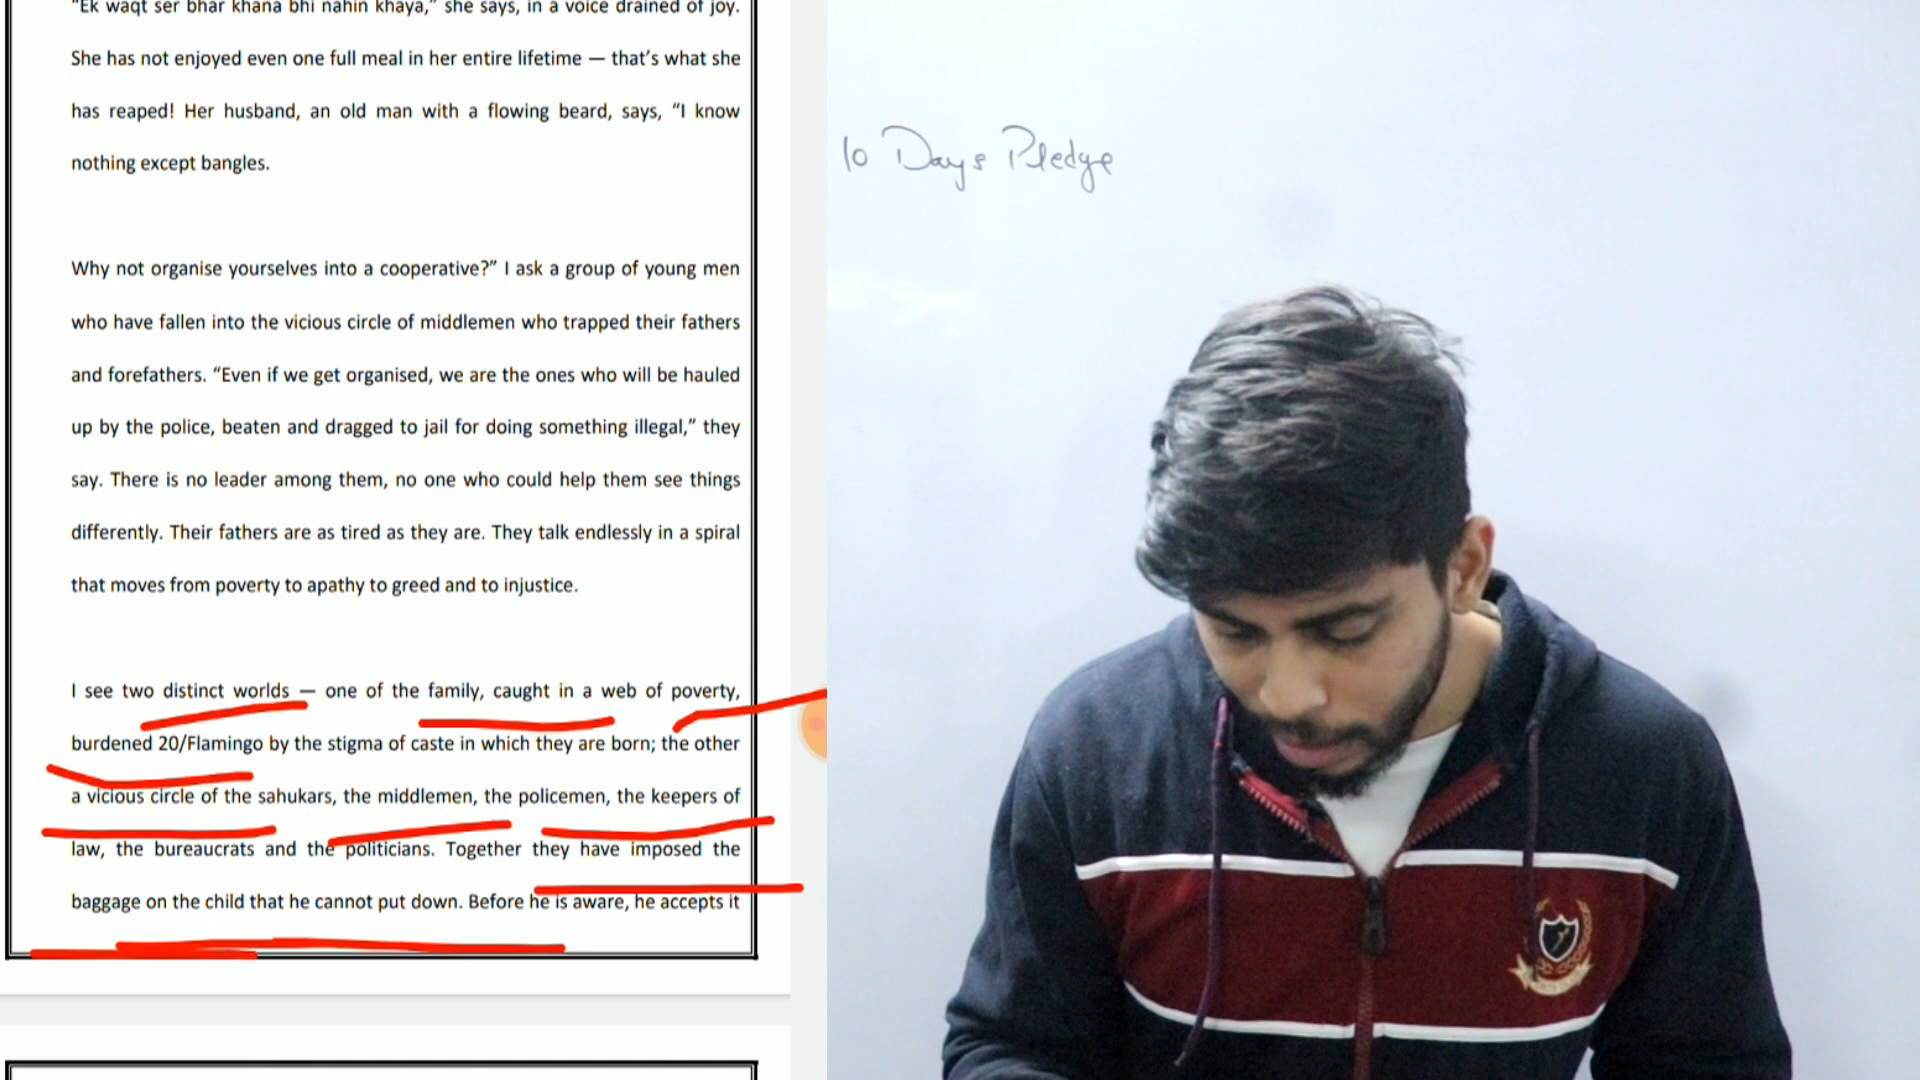 “Ek waqt ser bhar khana bhi nahin khaya,” she says, in a voice drained of joy.
She has not enjoyed even one full meal in her entire lifetime — that’s what she
has reaped! Her husband, an old man with a flowing beard, says, “I know
nothing except bangles.
Why not organise yourselves into a cooperative?” I ask a group of young men
who have fallen into the vicious circle of middlemen who trapped their fathers
and forefathers. “Even if we get organised, we are the ones who will be hauled
up by the police, beaten and dragged to jail for doing something illegal,” they
say. There is no leader among them, no one who could help them see things
differently. Their fathers are as tired as they are. They talk endlessly in a spiral
that moves from poverty to apathy to greed and to injustice.
I see two distinct worlds — one of the family, caught in a web of poverty,
burdened 20/Flamingo by the stigma of caste in which they are born; the other
a vicious circle of the sahukars, the middlemen, the policemen, the keepers of
law, the bureaucrats and the politicians. Together they have imposed the
baggage on the child that he cannot put down. Before he is aware, he accepts it
10 Days Pledge